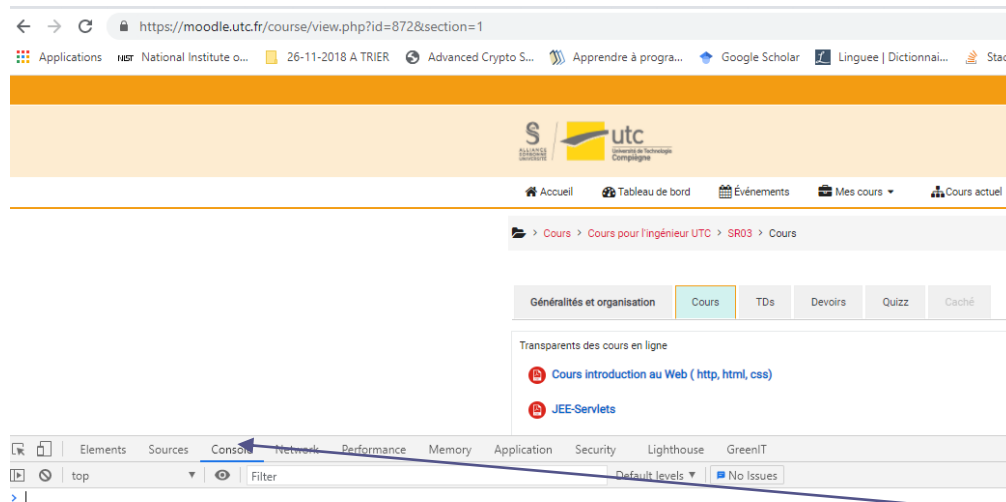 https://moodle.utc.fr/course/view.php?id=872&section=1
Applications NIST National Institute o... 26-11-2018 A TRIER Advanced Crypto S... Apprendre à progra... Google Scholar Linguee | Dictionnai... Stac
S utc
ALLIANCE SORBONNE UNIVERSITÉ
Université de Technologie
Compiègne
Accueil Tableau de bord Événements Mes cours Cours actuel
> Cours > Cours pour l'ingénieur UTC > SR03 > Cours
Généralités et organisation Cours TDs Devoirs Quizz Caché
Transparents des cours en ligne
Cours introduction au Web ( http, html, css)
JEE-Servlets
Elements Sources Console Network Performance Memory Application Security Lighthouse GreenIT
top Filter Default levels No Issues
>